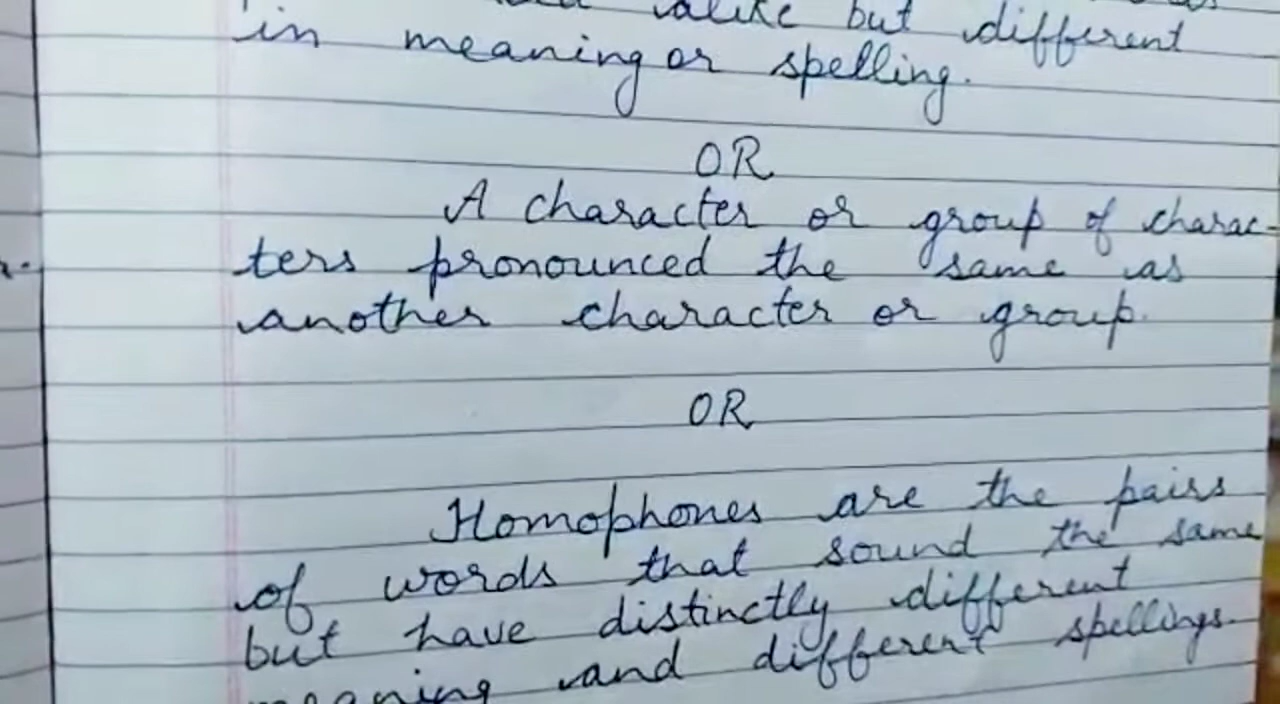 alike but different
in meaning or spelling.
OR
A character or group of charac-
ters pronounced the same as
another character or group.
OR
Homophones are the pairs
of words that sound the same
but have distinctly different
meaning and different spellings.